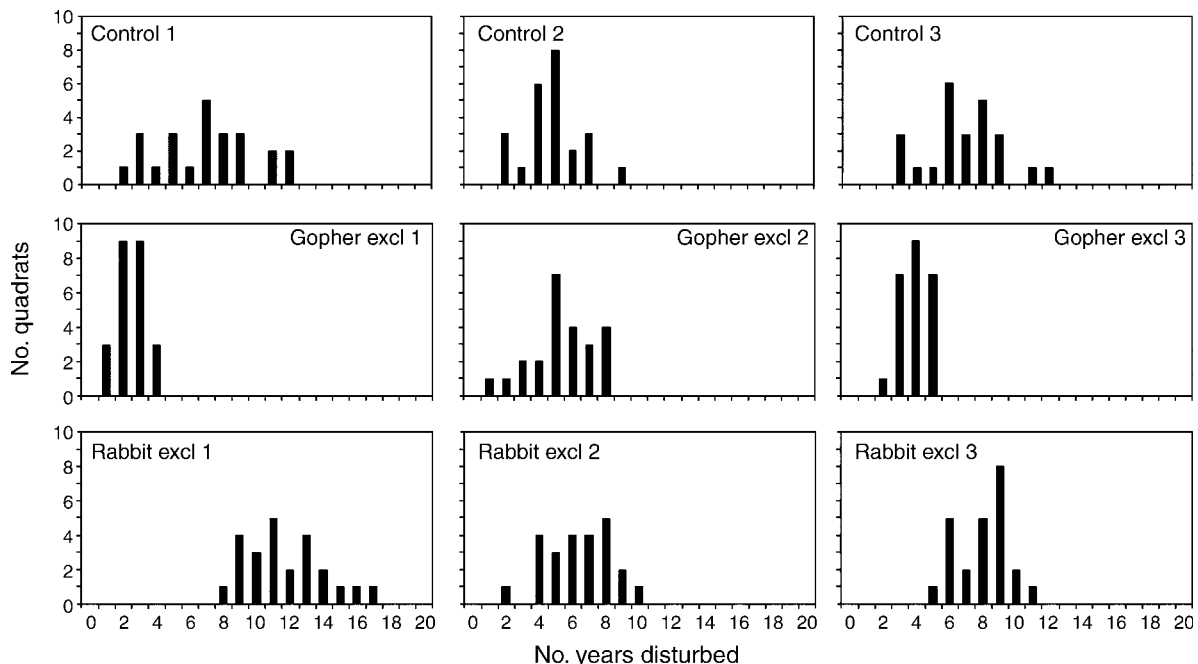 10
8
6
4
2
0
Control 1
Control 2
Control 3
10
8
6
4
2
0
Gopher excl 1
Gopher excl 2
Gopher excl 3
10
8
6
4
2
0
Rabbit excl 1
Rabbit excl 2
Rabbit excl 3
No. quadrats
0 2 4 6 8 10 12 14 16 18 20
0 2 4 6 8 10 12 14 16 18 20
0 2 4 6 8 10 12 14 16 18 20
No. years disturbed